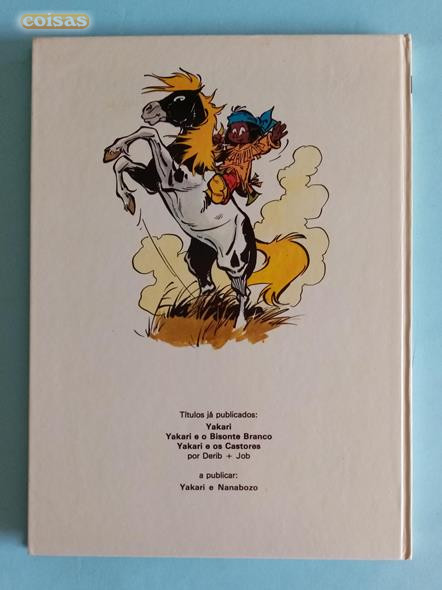 coisas
Títulos já publicados:
Yakari
Yakari e o Bisonte Branco
Yakari e os Castores
por Derib + Job
a publicar:
Yakari e Nanabozo